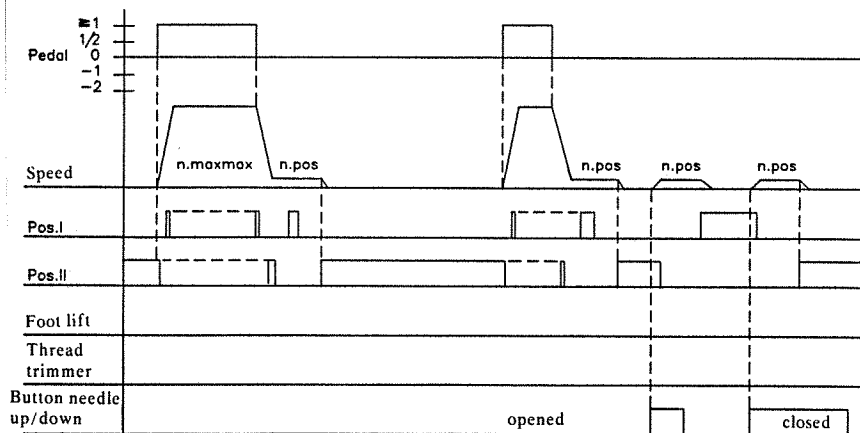 ≧1
1/2
Pedal 0
-1
-2
n.maxmax n.pos n.pos n.pos n.pos
Speed
Pos.I
Pos.II
Foot lift
Thread
trimmer
Button needle
up/down opened closed